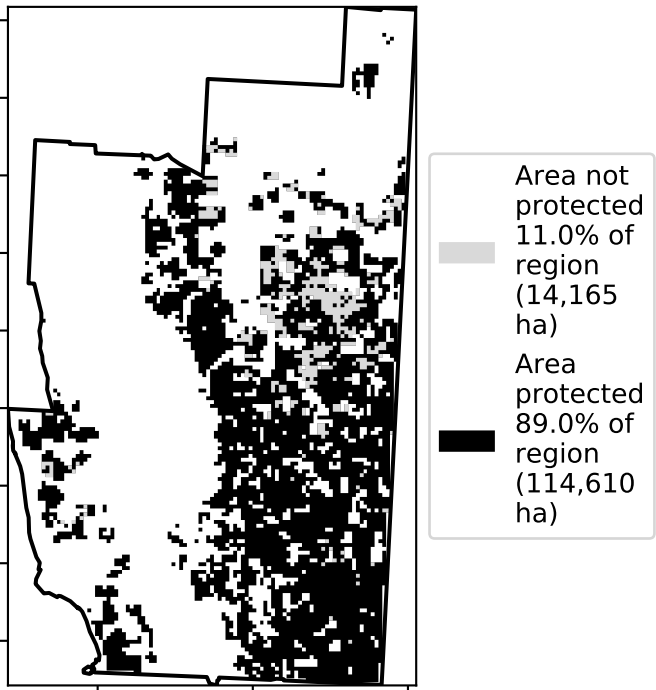 Area not
protected
11.0% of
region
(14,165
ha)
Area
protected
89.0% of
region
(114,610
ha)